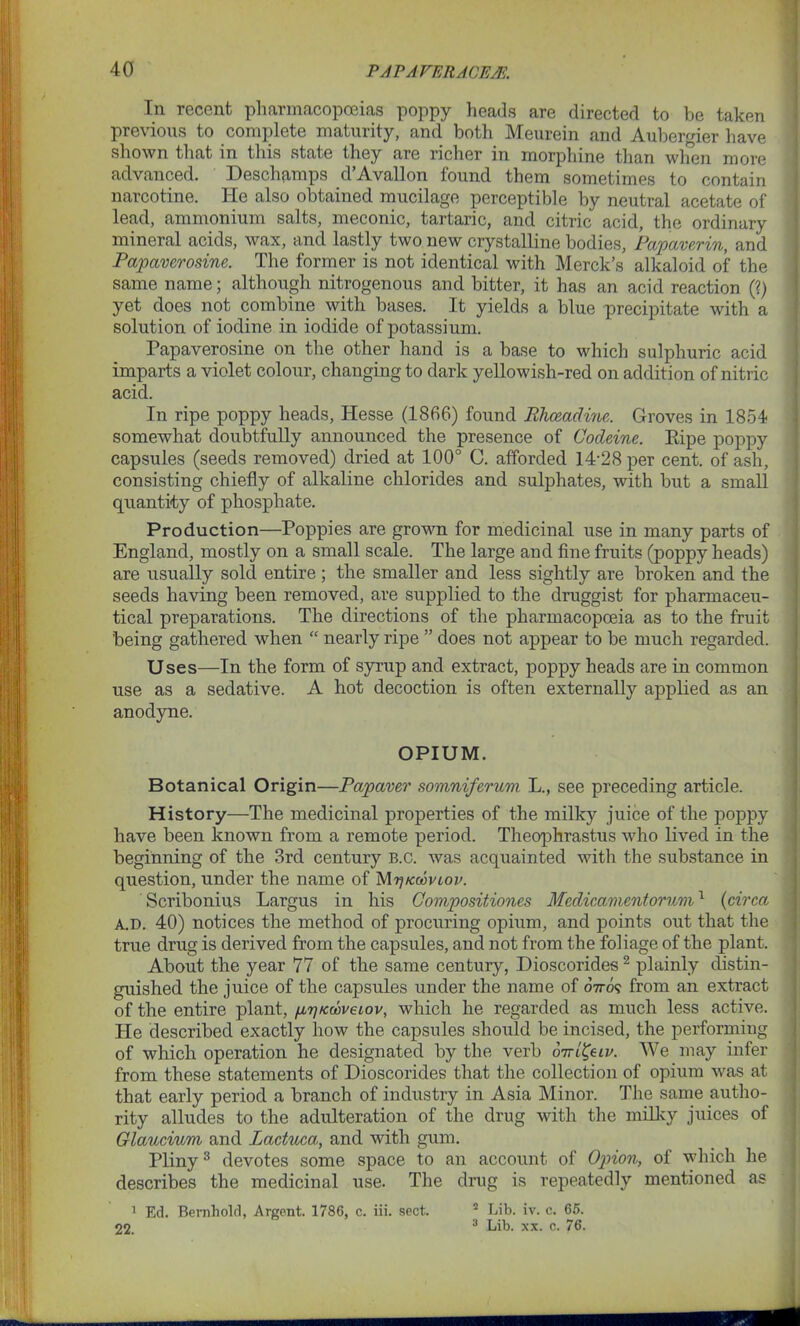 40 PAPAVERACEÆ.
In recent pharmacopœias poppy heads are directed to be taken
previous to complete maturity, and both Meurein and Aubergier have
shown that in this state they are richer in morphine than when more
advanced. Deschamps d'Avallon found them sometimes to contain
narcotine. He also obtained mucilage perceptible by neutral acetate of
lead, ammonium salts, meconic, tartaric, and citric acid, the ordinary
mineral acids, wax, and lastly two new crystalline bodies, Papaverin, and
Papaverosine. The former is not identical with Merck's alkaloid of the
same name; although nitrogenous and bitter, it has an acid reaction (?)
yet does not combine with bases. It yields a blue precipitate with a
solution of iodine in iodide of potassium.
Papaverosine on the other hand is a base to which sulphuric acid
imparts a violet colour, changing to dark yellowish-red on addition of nitric
acid.
In ripe poppy heads, Hesse (1866) found Rhœadine. Groves in 1854
somewhat doubtfully announced the presence of Codeine. Ripe poppy
capsules (seeds removed) dried at 100° C. afforded 14·28 per cent. of ash,
consisting chiefly of alkaline chlorides and sulphates, with but a small
quantity of phosphate.
Production—Poppies are grown for medicinal use in many parts of
England, mostly on a small scale. The large and fine fruits (poppy heads)
are usually sold entire; the smaller and less sightly are broken and the
seeds having been removed, are supplied to the druggist for pharmaceu-
tical preparations. The directions of the pharmacopœia as to the fruit
being gathered when “ nearly ripe ” does not appear to be much regarded.
Uses—In the form of syrup and extract, poppy heads are in common
use as a sedative. A hot decoction is often externally applied as an
anodyne.
OPIUM.
Botanical Origin—Papaver somniferum L., see preceding article.
History—The medicinal properties of the milky juice of the poppy
have been known from a remote period. Theophrastus who lived in the
beginning of the 3rd century B.C. was acquainted with the substance in
question, under the name of Μηκώνιον.
Scribonius Largus in his Compositiones Medicamentorum¹ (circa
A.D. 40) notices the method of procuring opium, and points out that the
true drug is derived from the capsules, and not from the foliage of the plant.
About the year 77 of the same century, Dioscorides² plainly distin-
guished the juice of the capsules under the name of ὀπός from an extract
of the entire plant, μηκώνειον, which he regarded as much less active.
He described exactly how the capsules should be incised, the performing
of which operation he designated by the verb ὀπίζειν. We may infer
from these statements of Dioscorides that the collection of opium was at
that early period a branch of industry in Asia Minor. The same autho-
rity alludes to the adulteration of the drug with the milky juices of
Glaucium and Lactuca, and with gum.
Pliny³ devotes some space to an account of Opion, of which he
describes the medicinal use. The drug is repeatedly mentioned as
¹ Ed. Bernhold, Argent. 1786, c. iii. sect. 22.
² Lib. iv. c. 65.
³ Lib. xx. c. 76.